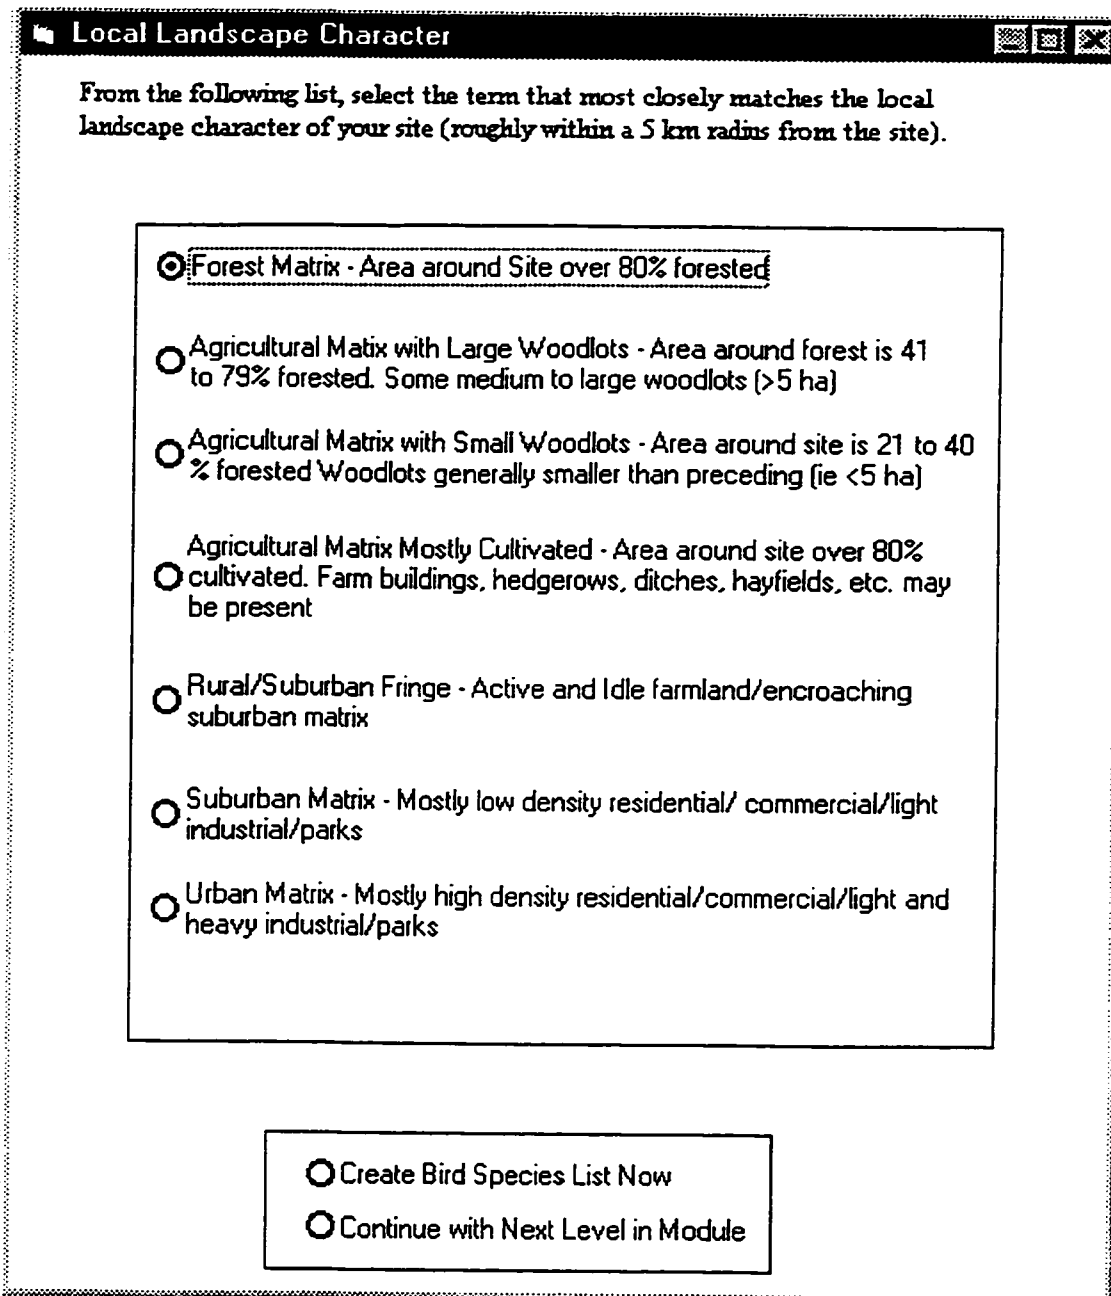 Local Landscape Character
From the following list, select the term that most closely matches the local
landscape character of your site (roughly within a 5 km radius from the site).
Forest Matrix - Area around Site over 80% forested
Agricultural Matix with Large Woodlots - Area around forest is 41
to 79% forested. Some medium to large woodlots (>5 ha)
Agricultural Matrix with Small Woodlots - Area around site is 21 to 40
% forested Woodlots generally smaller than preceding (ie <5 ha)
Agricultural Matrix Mostly Cultivated - Area around site over 80%
cultivated. Farm buildings, hedgerows, ditches, hayfields, etc. may
be present
Rural/Suburban Fringe - Active and Idle farmland/encroaching
suburban matrix
Suburban Matrix - Mostly low density residential/ commercial/light
industrial/parks
Urban Matrix - Mostly high density residential/commercial/light and
heavy industrial/parks
Create Bird Species List Now
Continue with Next Level in Module